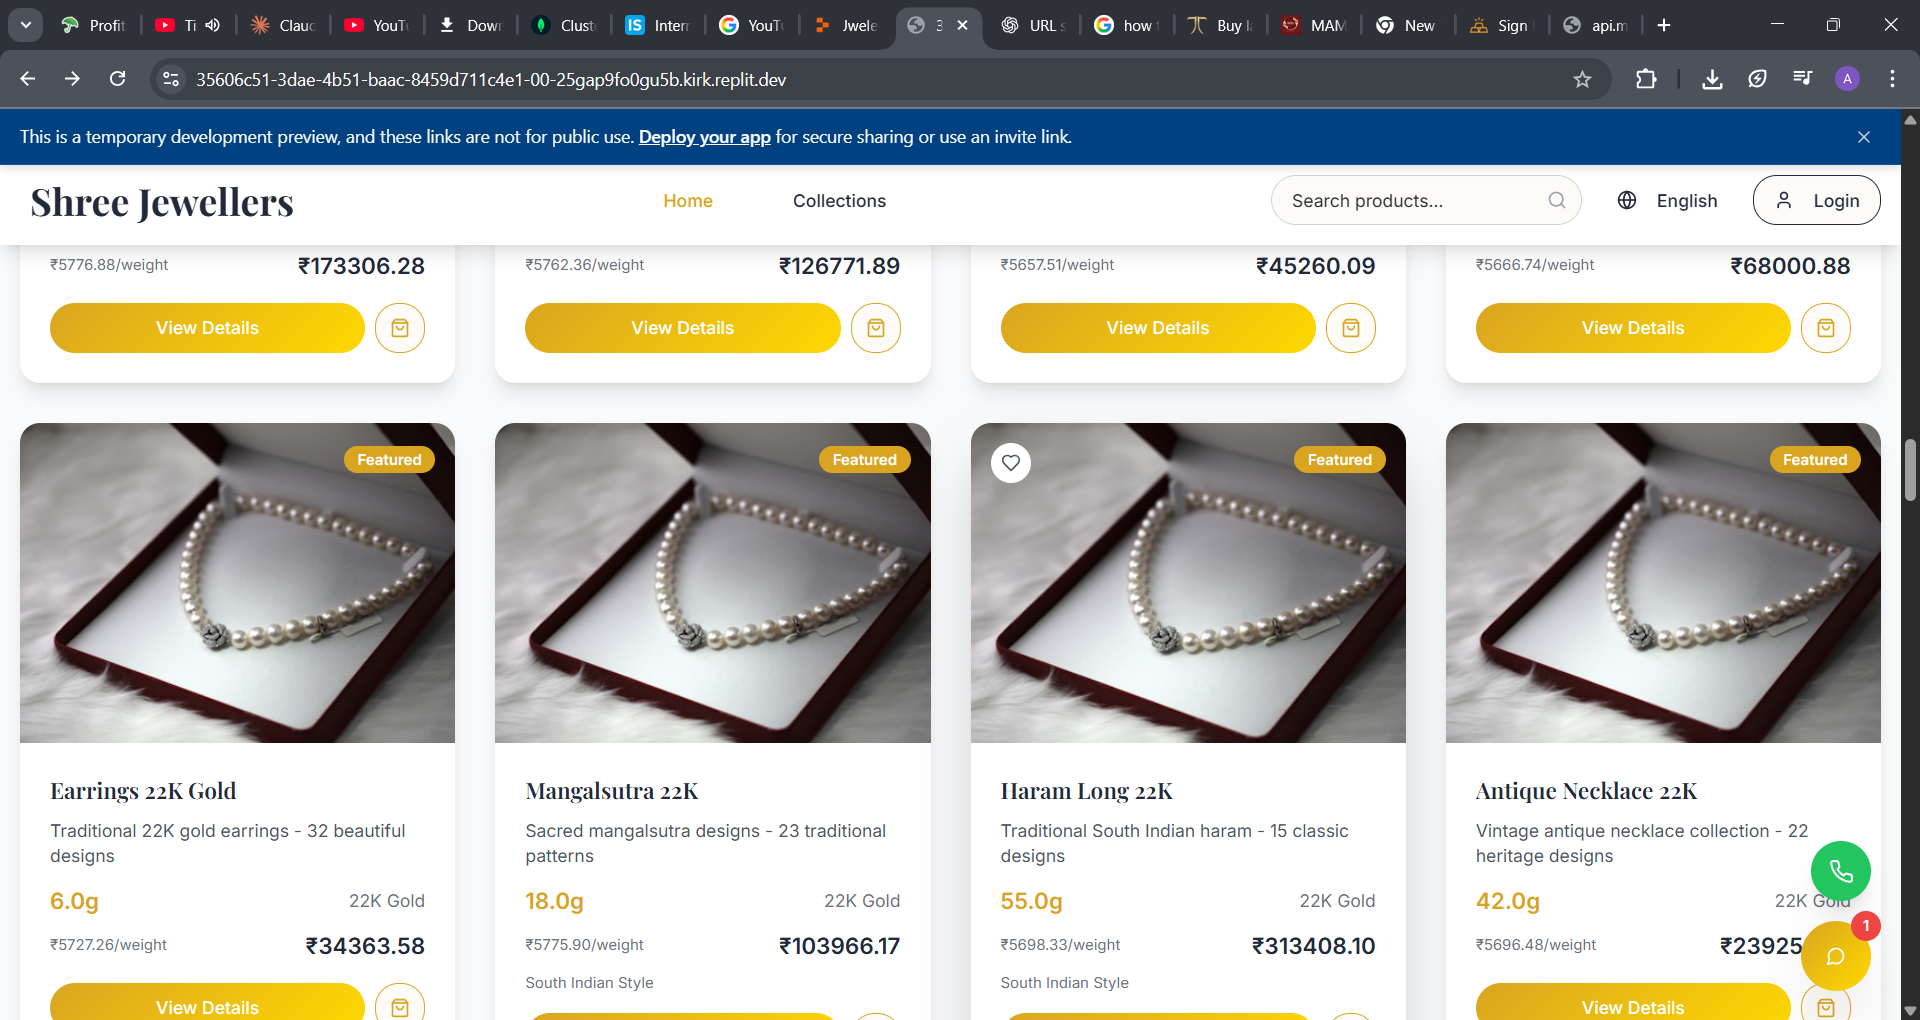 Profit
Ti
Claud
YouTu
Down
Clust
IS Intern
YouTu
Jwele
3
URL s
how t
Buy la
MAM
New
Sign
api.m
35606c51-3dae-4b51-baac-8459d711c4e1-00-25gap9fo0gu5b.kirk.replit.dev
A
This is a temporary development preview, and these links are not for public use. Deploy your app for secure sharing or use an invite link.
Shree Jewellers
Home
Collections
Search products...
English
Login
₹5776.88/weight ₹173306.28
₹5762.36/weight ₹126771.89
₹5657.51/weight ₹45260.09
₹5666.74/weight ₹68000.88
View Details
View Details
View Details
View Details
Featured
Featured
Featured
Featured
Earrings 22K Gold
Traditional 22K gold earrings - 32 beautiful
designs
6.0g 22K Gold
₹5727.26/weight ₹34363.58
View Details
Mangalsutra 22K
Sacred mangalsutra designs - 23 traditional
patterns
18.0g 22K Gold
₹5775.90/weight ₹103966.17
South Indian Style
Haram Long 22K
Traditional South Indian haram - 15 classic
designs
55.0g 22K Gold
₹5698.33/weight ₹313408.10
South Indian Style
Antique Necklace 22K
Vintage antique necklace collection - 22
heritage designs
42.0g 22K Gold
₹5696.48/weight ₹23925
View Details
1